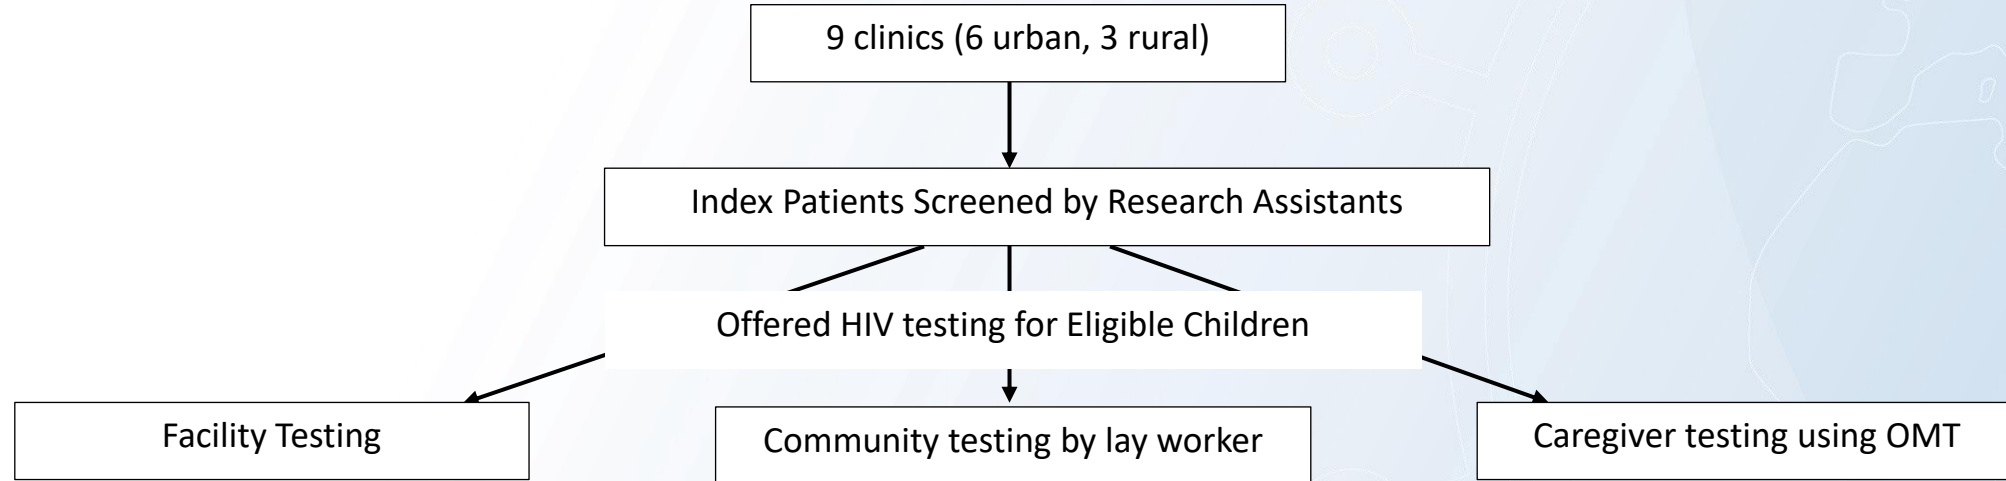 9 clinics (6 urban, 3 rural)
Index Patients Screened by Research Assistants
Offered HIV testing for Eligible Children
Facility Testing
Community testing by lay worker
Caregiver testing using OMT